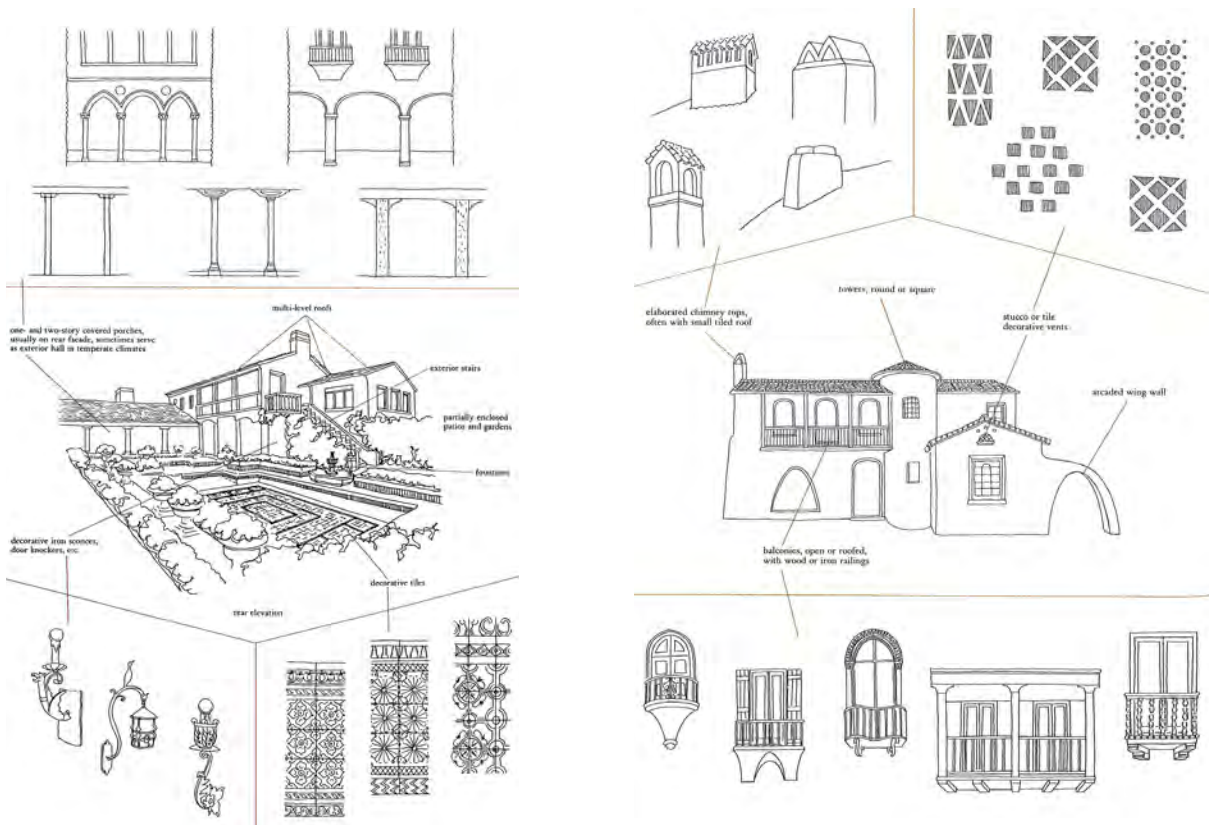 multi-level roofs
one- and two-story covered porches,
usually on rear facade, sometimes serve
as exterior hall in temperate climates
exterior stairs
partially enclosed
patios and gardens
fountains
decorative iron sconces,
door knockers, etc.
decorative tiles
rear elevation
elaborated chimney tops,
often with small tiled roof
towers, round or square
stucco or tile
decorative vents
arcaded wing wall
balconies, open or roofed,
with wood or iron railings